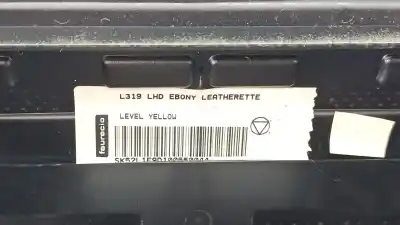 L319 LHD EBONY LEATHERETTE
LEVEL YELLOW
faurecia